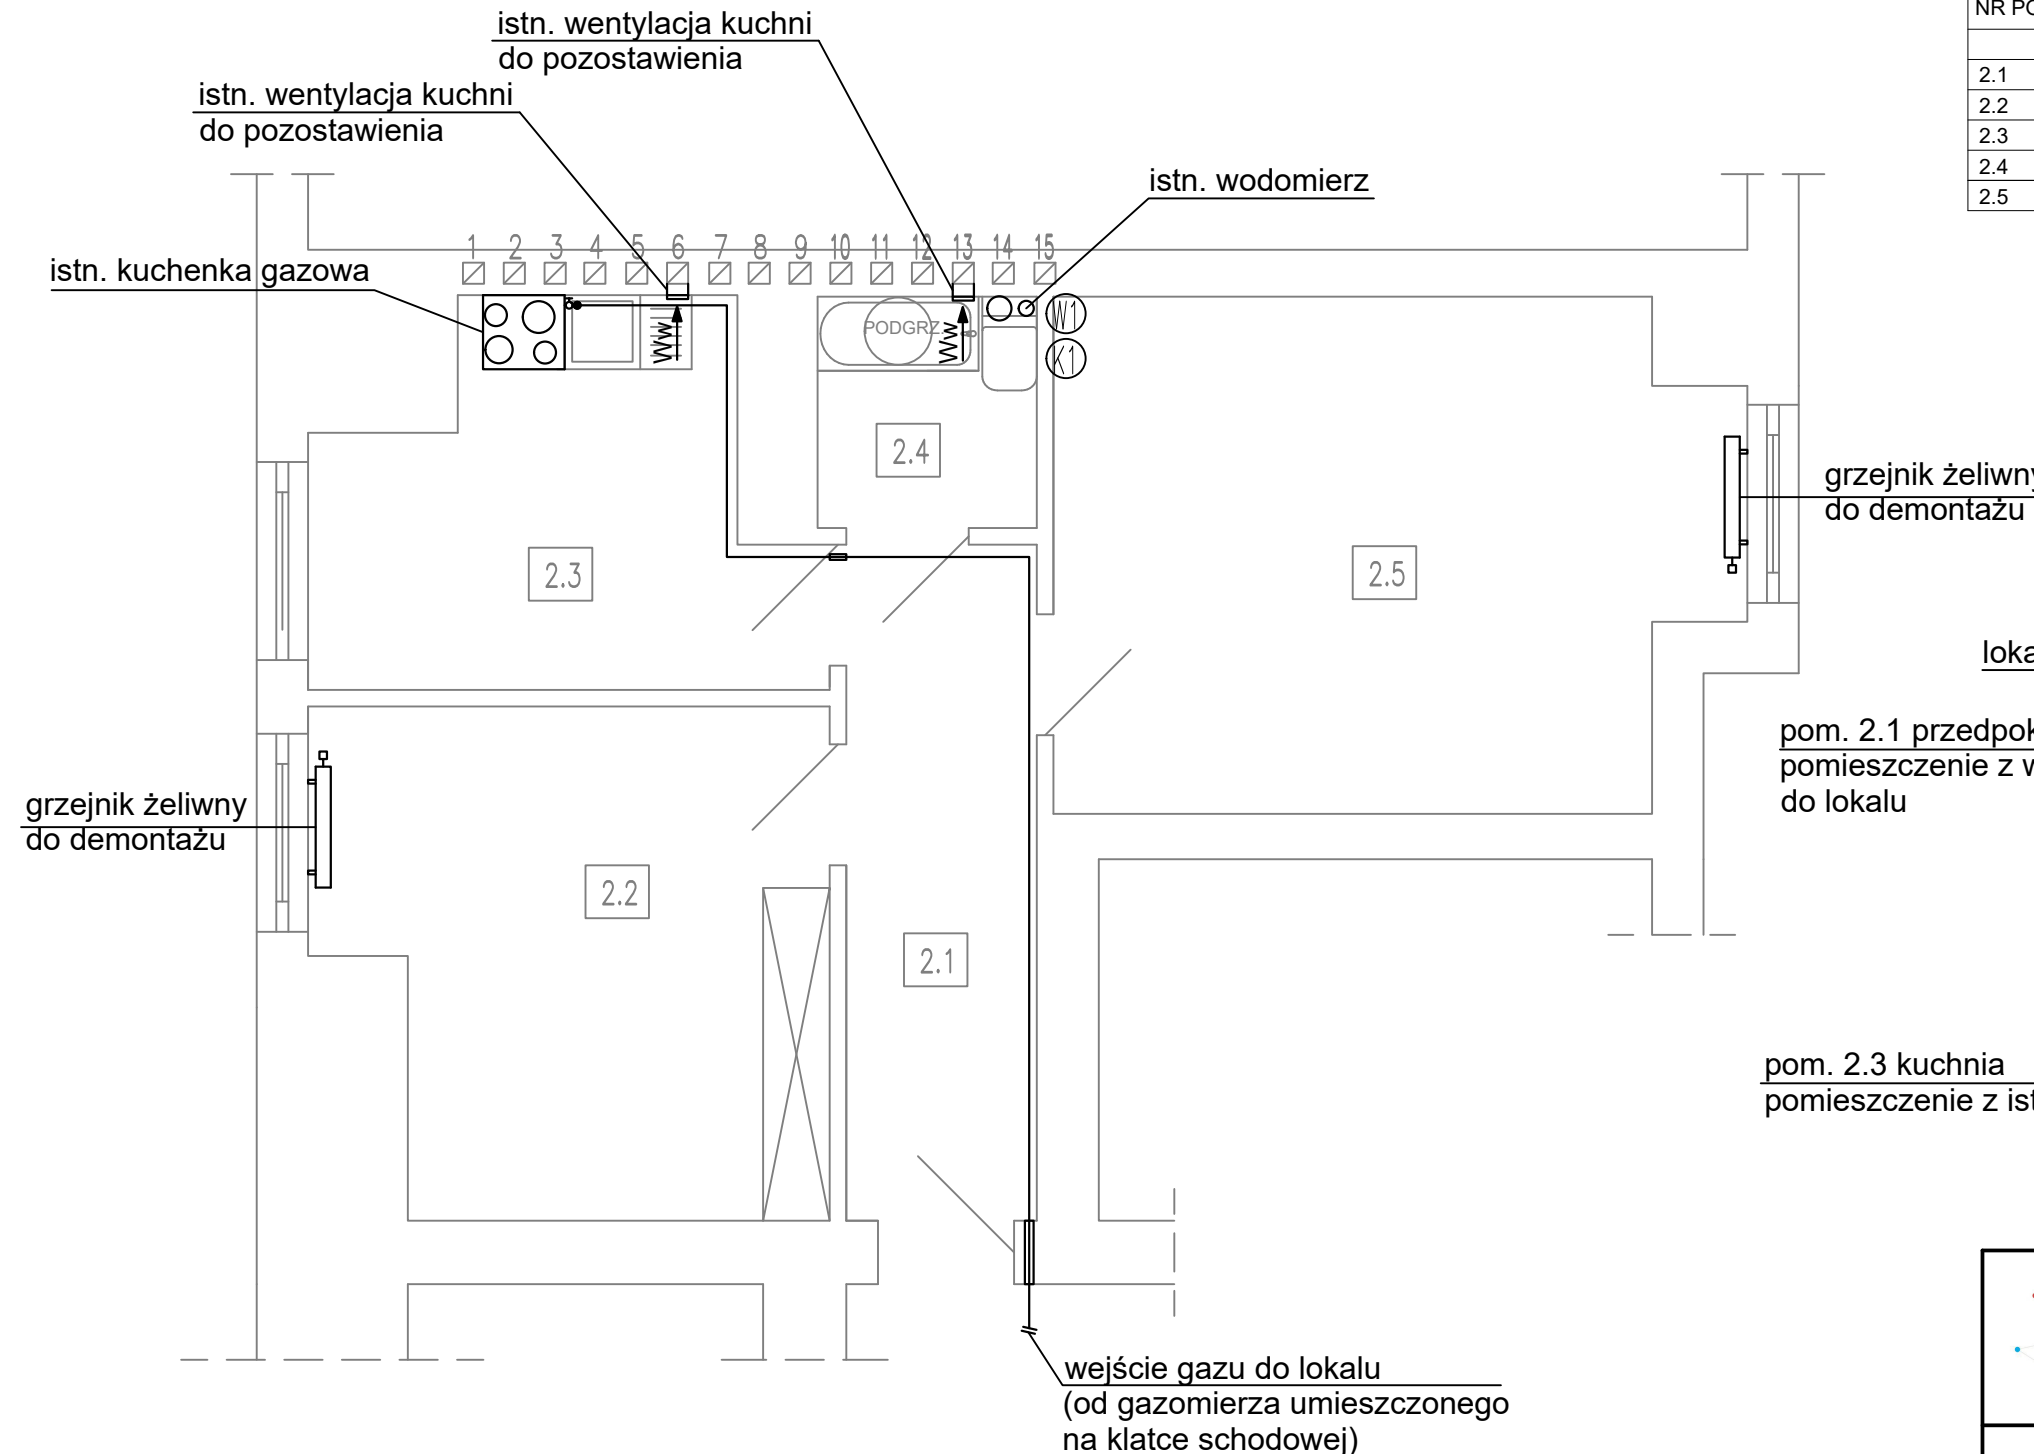 istn. wentylacja kuchni
do pozostawienia
istn. wentylacja kuchni
do pozostawienia
istn. wodomierz
istn. kuchenka gazowa
1 2 3 4 5 6 7 8 9 10 11 12 13 14 15
PODGRZ.
W1
K1
2.4
2.3
2.5
2.2
2.1
grzejnik żeliwny
do demontażu
grzejnik żeliwny
do demontażu
wejście gazu do lokalu
(od gazomierza umieszczonego
na klatce schodowej)
NR
2.1
2.2
2.3
2.4
2.5
pom. 2.1
pomieszczenie z
do lokalu
pom. 2.3 kuchnia
pomieszczenie z